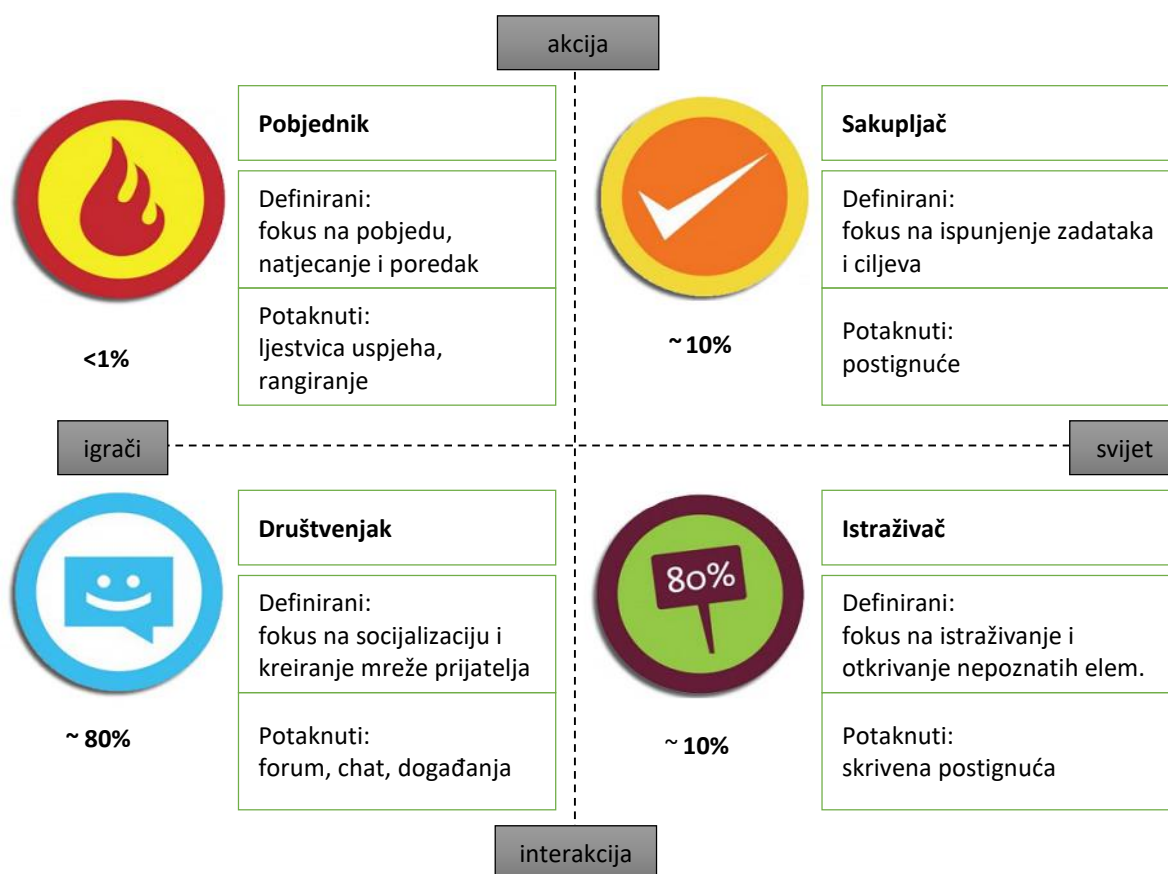 akcija
Pobjednik
Definirani:
fokus na pobjedu,
natjecanje i poredak
Potaknuti:
ljestvica uspjeha,
rangiranje
<1%
Sakupljač
Definirani:
fokus na ispunjenje zadataka
i ciljeva
Potaknuti:
postignuće
~ 10%
igrači
svijet
Društvenjak
Definirani:
fokus na socijalizaciju i
kreiranje mreže prijatelja
Potaknuti:
forum, chat, događanja
~ 80%
80%
Istraživač
Definirani:
fokus na istraživanje i
otkrivanje nepoznatih elem.
Potaknuti:
skrivena postignuća
~ 10%
interakcija